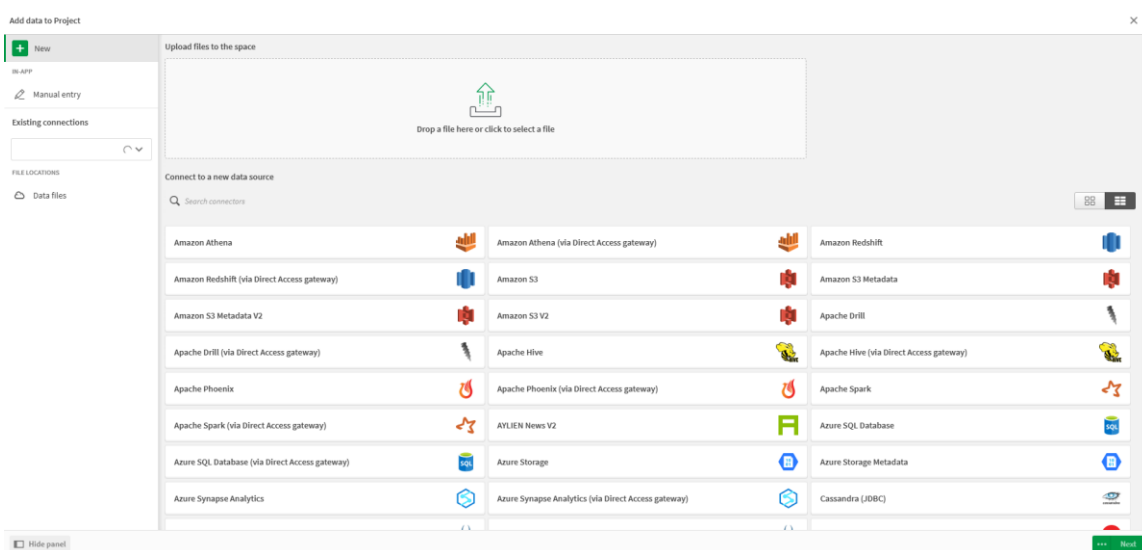 Add data to Project
New
IN-APP
Manual entry
Existing connections
FILE LOCATIONS
Data files
Upload files to the space
Drop a file here or click to select a file
Connect to a new data source
Search connectors
Amazon Athena
Amazon Athena (via Direct Access gateway)
Amazon Redshift
Amazon Redshift (via Direct Access gateway)
Amazon S3
Amazon S3 Metadata
Amazon S3 Metadata V2
Amazon S3 V2
Apache Drill
Apache Drill (via Direct Access gateway)
Apache Hive
Apache Hive (via Direct Access gateway)
Apache Phoenix
Apache Phoenix (via Direct Access gateway)
Apache Spark
Apache Spark (via Direct Access gateway)
AYLIEN News V2
Azure SQL Database
Azure SQL Database (via Direct Access gateway)
Azure Storage
Azure Storage Metadata
Azure Synapse Analytics
Azure Synapse Analytics (via Direct Access gateway)
Cassandra (JDBC)
Hide panel
Next